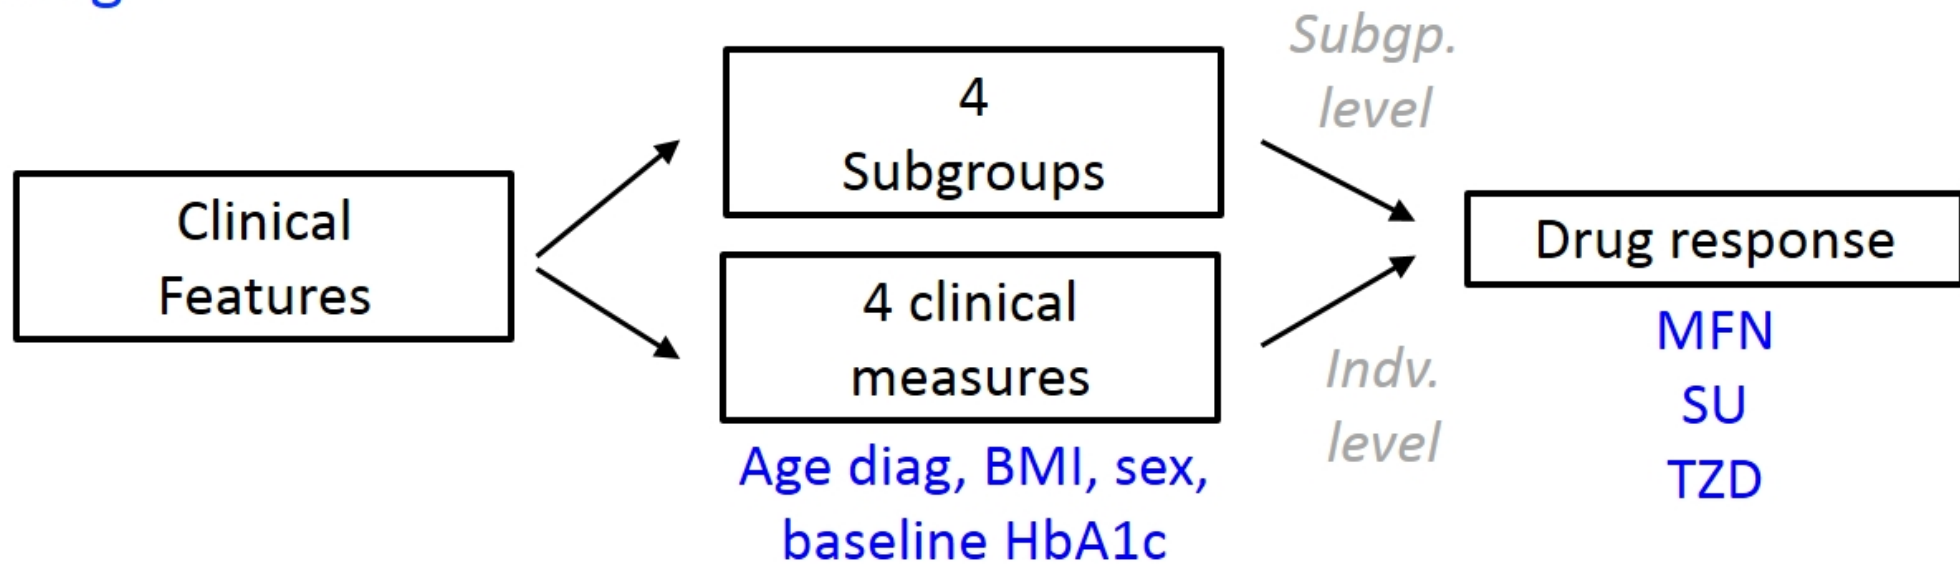 Clinical
Features
4
Subgroups
4 clinical
measures
Age diag, BMI, sex,
baseline HbA1c
Subgp.
level
Indv.
level
Drug response
MFN
SU
TZD